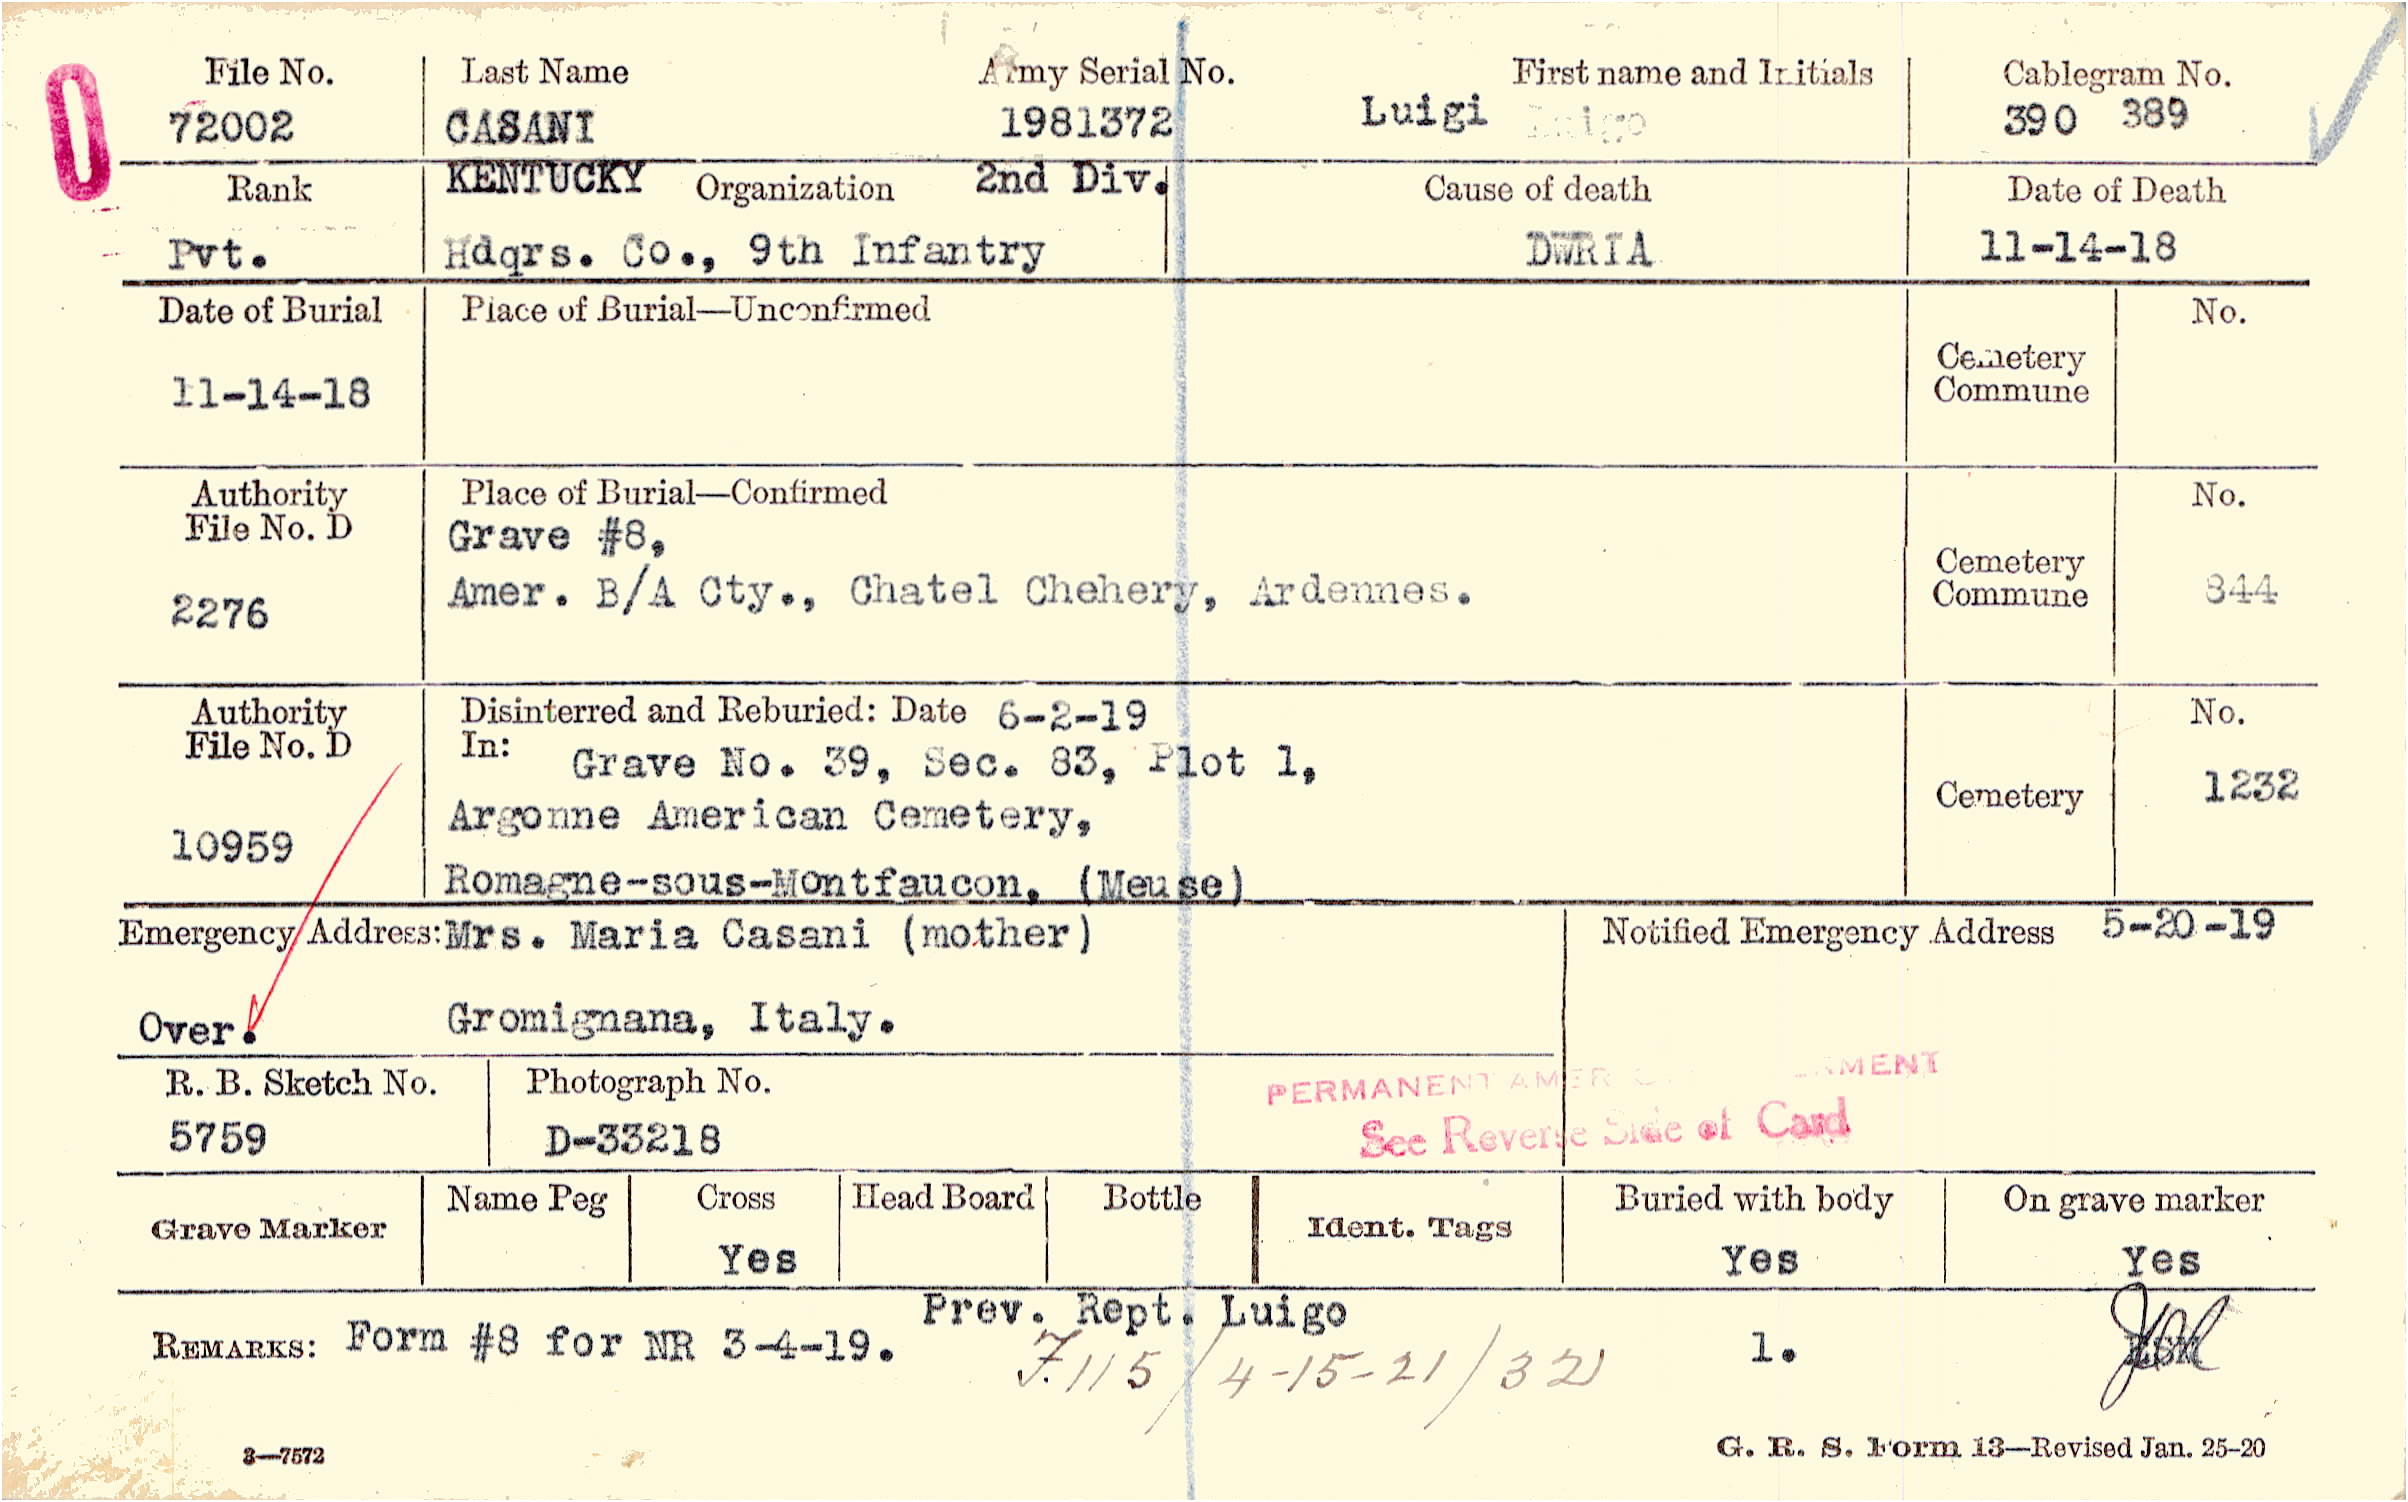 File No. Last Name Army Serial No. First name and Initials Cablegram No.
72002 CASANI 1981372 Luigi Luigo 390 389
Rank KENTUCKY Organization 2nd Div. Cause of death Date of Death
Pvt. Hdqrs. Co., 9th Infantry DWRIA 11-14-18
Date of Burial Place of Burial—Unconfirmed No.
11-14-18 Cemetery
Commune
Authority Place of Burial—Confirmed No.
File No. D Grave #8,
2276 Amer. B/A Cty., Chatel Chehery, Ardennes. Cemetery
Commune 844
Authority Disinterred and Reburied: Date 6-2-19 No.
File No. D In: Grave No. 39, Sec. 83, Plot 1,
10959 Argonne American Cemetery, Cemetery 1232
Romagne-sous-Montfaucon, (Meuse)
Emergency Address: Mrs. Maria Casani (mother) Notified Emergency Address 5-20-19
Over. Gromignana, Italy.
R. B. Sketch No. Photograph No. PERMANENT
5759 D-33218 See Reverse Side of Card
Grave Marker Name Peg Cross Head Board Bottle Ident. Tags Buried with body On grave marker
Yes Yes Yes
Prev. Rept. Luigo
REMARKS: Form #8 for NR 3-4-19. 1.
F.115/4-15-21/32
3—7572 G. R. S. Form 13—Revised Jan. 25-20